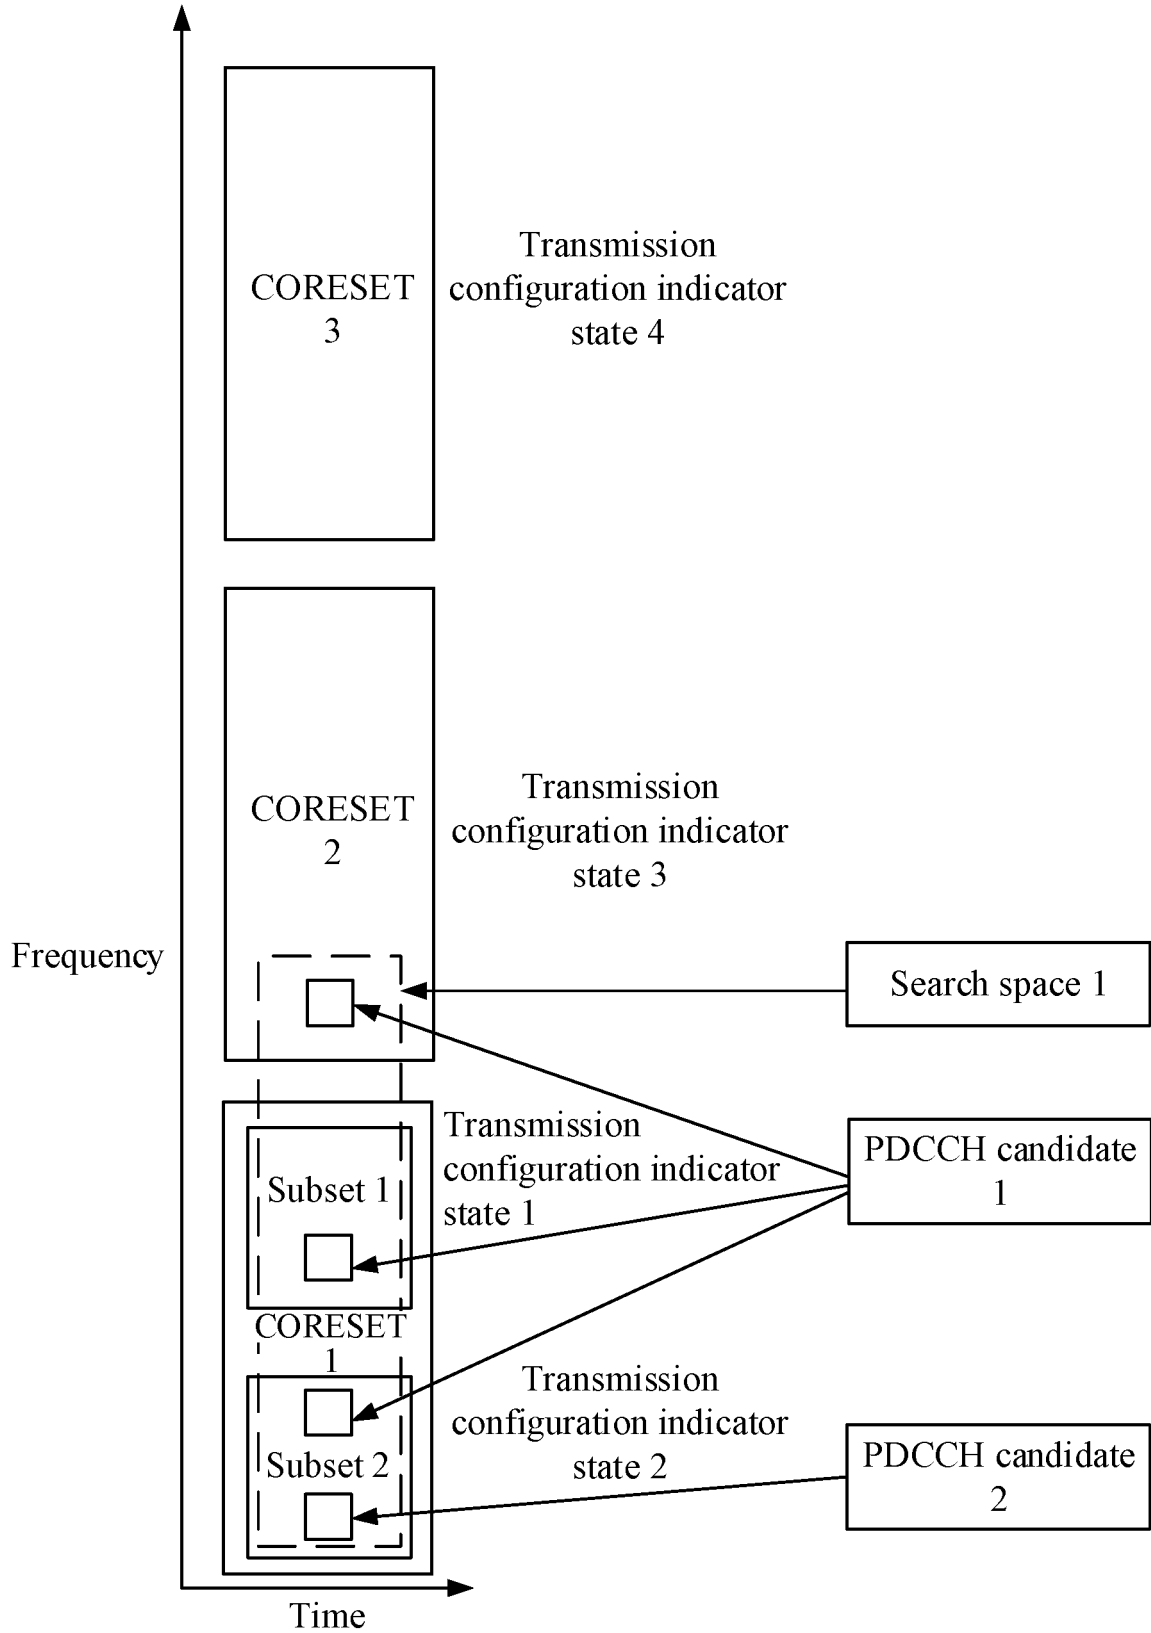 CORESET
3
Transmission
configuration indicator
state 4
CORESET
2
Transmission
configuration indicator
state 3
Frequency
Search space 1
Transmission
configuration indicator
state 1
PDCCH candidate
1
Subset 1
CORESET
1
Transmission
configuration indicator
state 2
Subset 2
PDCCH candidate
2
Time